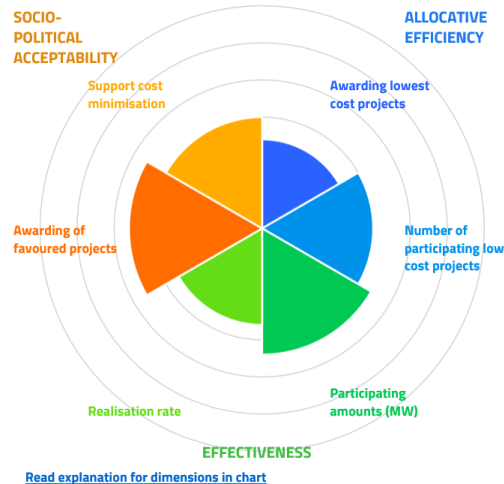 SOCIO-
POLITICAL
ACCEPTABILITY
ALLOCATIVE
EFFICIENCY
Support cost
minimisation
Awarding lowest
cost projects
Awarding of
favoured projects
Number of
participating low
cost projects
Realisation rate
Participating
amounts (MW)
EFFECTIVENESS
Read explanation for dimensions in chart